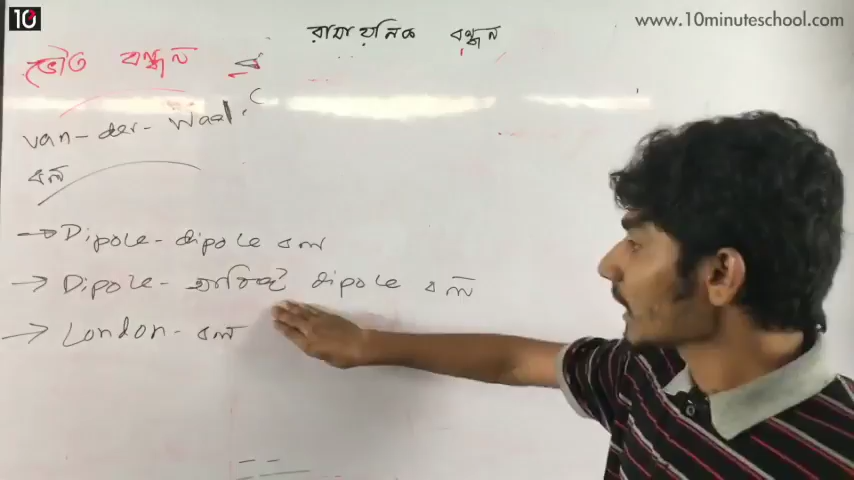 10
www.10minuteschool.com
রাসায়নিক বন্ধন
ভৌত বন্ধন
van-der-Waal
বল
→ Dipole-dipole বল
→ Dipole-আবিষ্ট dipole বল
→ London-বল